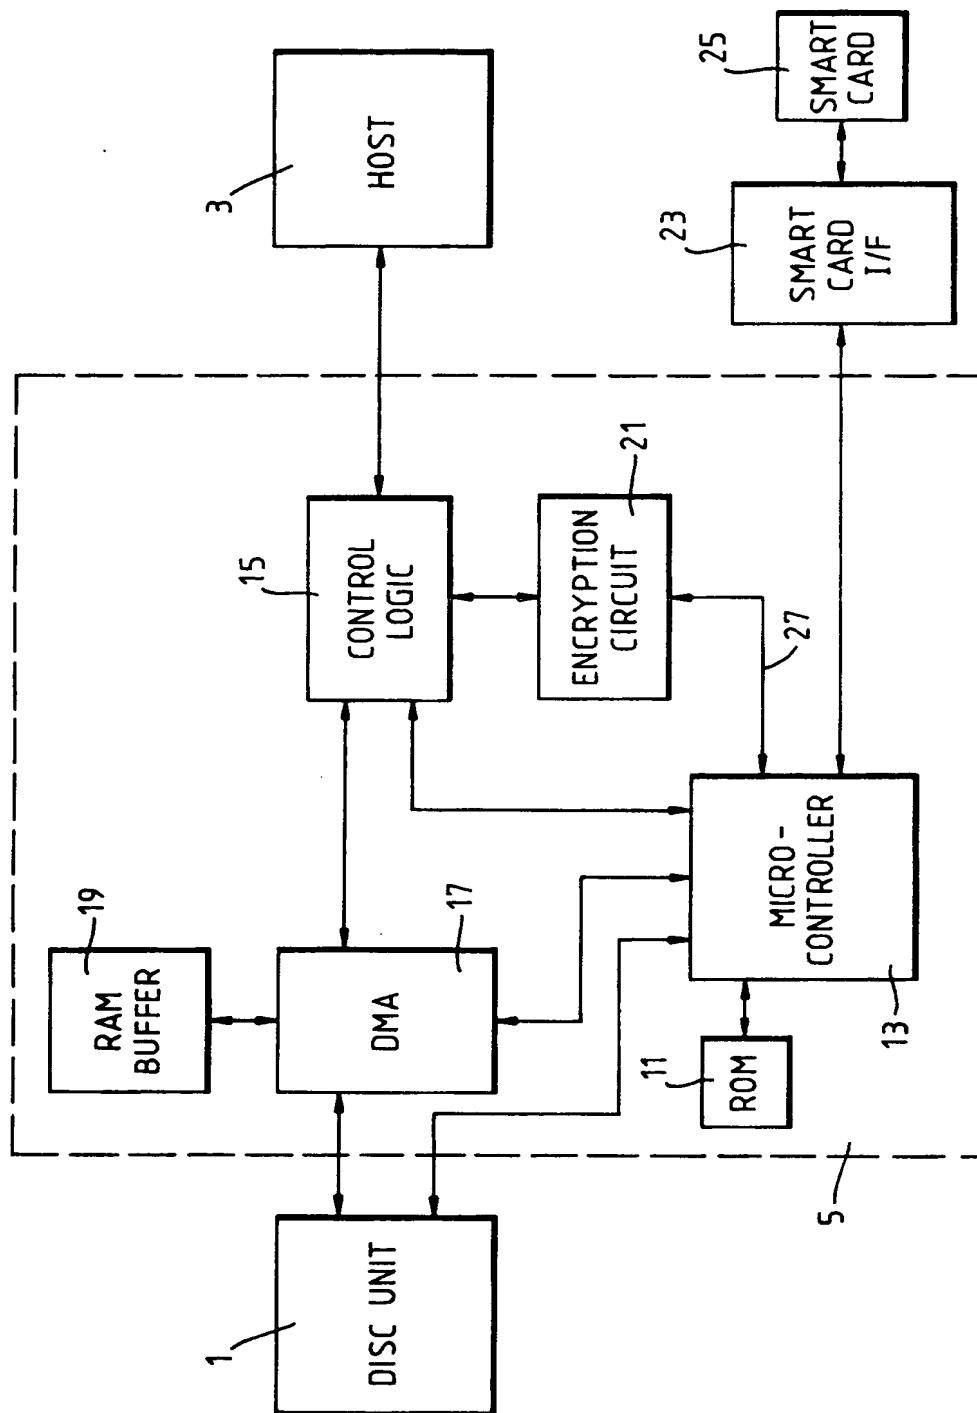 1
DISC UNIT
3
HOST
5
RAM
BUFFER
19
DMA
17
15
CONTROL
LOGIC
ENCRYPTION
CIRCUIT
21
27
11
ROM
MICRO-
CONTROLLER
13
23
SMART
CARD
I/F
25
SMART
CARD